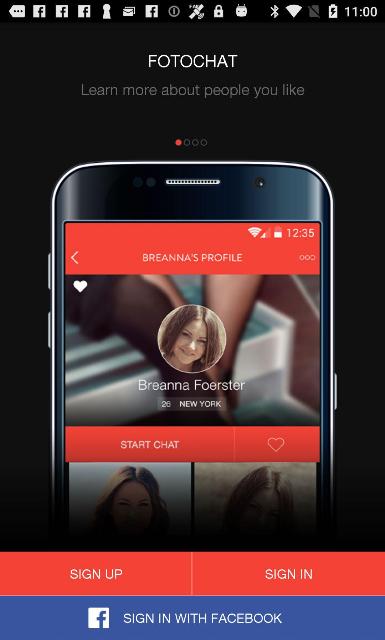 11:00
FOTOCHAT
Learn more about people you like
12:35
BREANNA'S PROFILE
Breanna Foerster
26 NEW YORK
START CHAT
SIGN UP
SIGN IN
SIGN IN WITH FACEBOOK